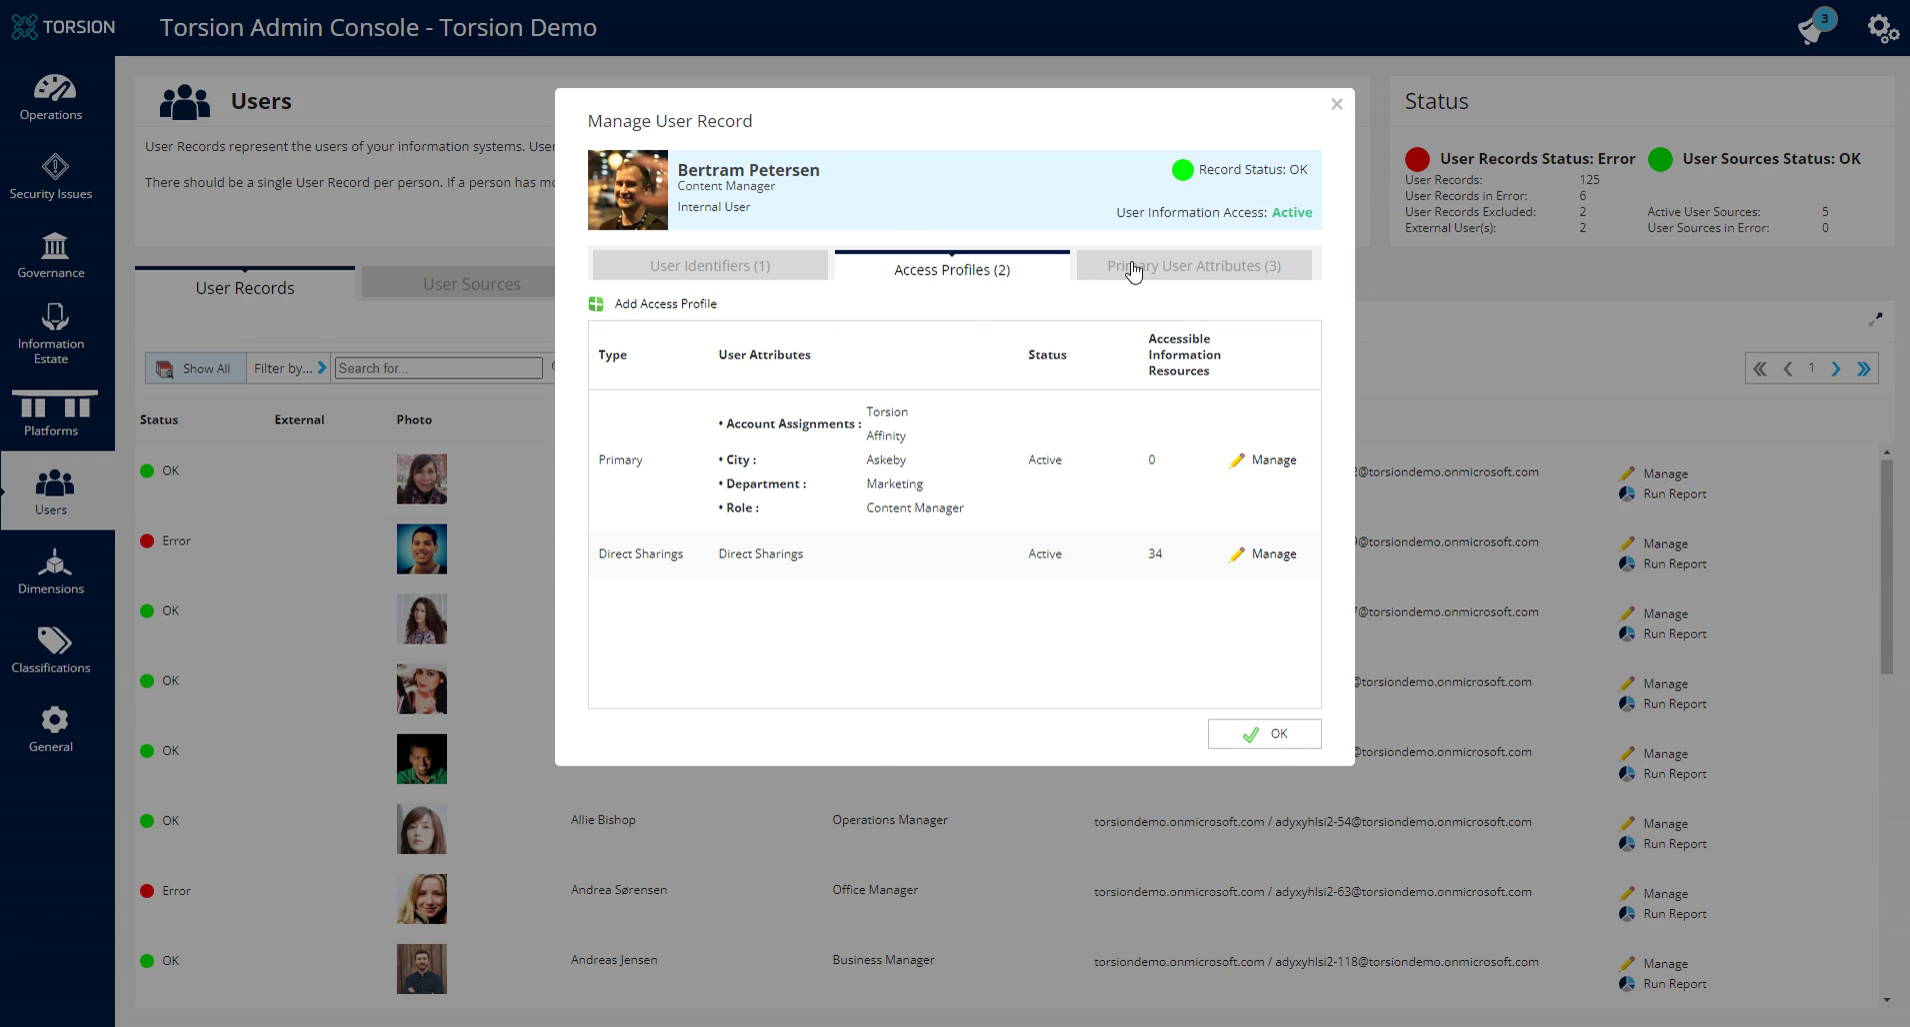 TORSION
Torsion Admin Console - Torsion Demo
3
Operations
Security Issues
Governance
Information
Estate
Platforms
Users
Dimensions
Classifications
General
Users
User Records represent the users of your information systems. User
There should be a single User Record per person. If a person has mo
Status
User Records Status: Error
User Records: 125
User Records in Error: 6
User Records Excluded: 2
External User(s): 2
User Sources Status: OK
Active User Sources: 5
User Sources in Error: 0
User Records
User Sources
Show All
Filter by...
Search for...
1
Status External Photo
OK
2@torsiondemo.onmicrosoft.com
Manage
Run Report
Error
9@torsiondemo.onmicrosoft.com
Manage
Run Report
OK
7@torsiondemo.onmicrosoft.com
Manage
Run Report
OK
@torsiondemo.onmicrosoft.com
Manage
Run Report
OK
@torsiondemo.onmicrosoft.com
Manage
Run Report
OK Allie Bishop Operations Manager torsiondemo.onmicrosoft.com / adyxyhlsi2-54@torsiondemo.onmicrosoft.com
Manage
Run Report
Error Andrea Sørensen Office Manager torsiondemo.onmicrosoft.com / adyxyhlsi2-63@torsiondemo.onmicrosoft.com
Manage
Run Report
OK Andreas Jensen Business Manager torsiondemo.onmicrosoft.com / adyxyhlsi2-118@torsiondemo.onmicrosoft.com
Manage
Run Report
Manage User Record
Bertram Petersen
Content Manager
Internal User
Record Status: OK
User Information Access: Active
User Identifiers (1)
Access Profiles (2)
Primary User Attributes (3)
Add Access Profile
Type User Attributes Status Accessible
Information
Resources
Primary
• Account Assignments : Torsion
Affinity
• City : Askeby
• Department : Marketing
• Role : Content Manager
Active 0 Manage
Direct Sharings Direct Sharings Active 34 Manage
OK